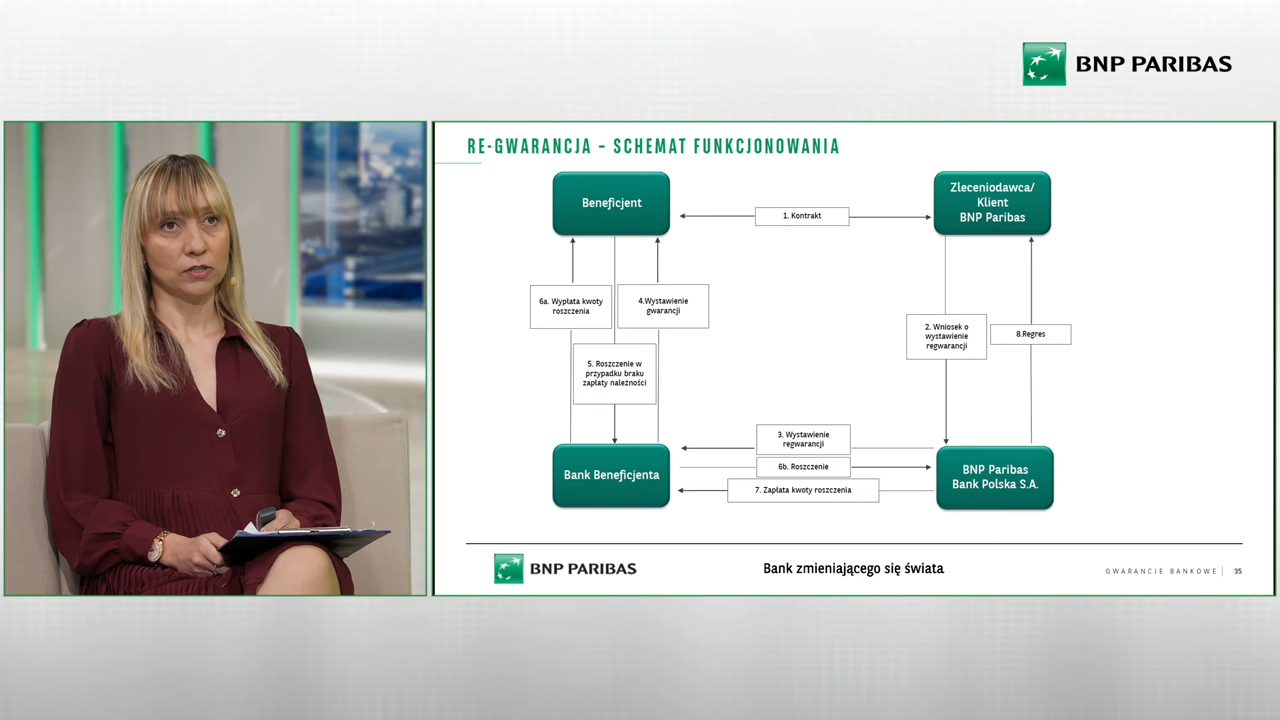 BNP PARIBAS
RE-GWARANCJA – SCHEMAT FUNKCJONOWANIA
Beneficjent
Zleceniodawca/
Klient
BNP Paribas
1. Kontrakt
6a. Wypłata kwoty
roszczenia
4.Wystawienie
gwarancji
2. Wniosek o
wystawienie
regwarancji
8.Regres
5. Roszczenie w
przypadku braku
zapłaty należności
3. Wystawienie
regwarancji
6b. Roszczenie
7. Zapłata kwoty roszczenia
Bank Beneficjenta
BNP Paribas
Bank Polska S.A.
BNP PARIBAS
Bank zmieniającego się świata
GWARANCJE BANKOWE | 35